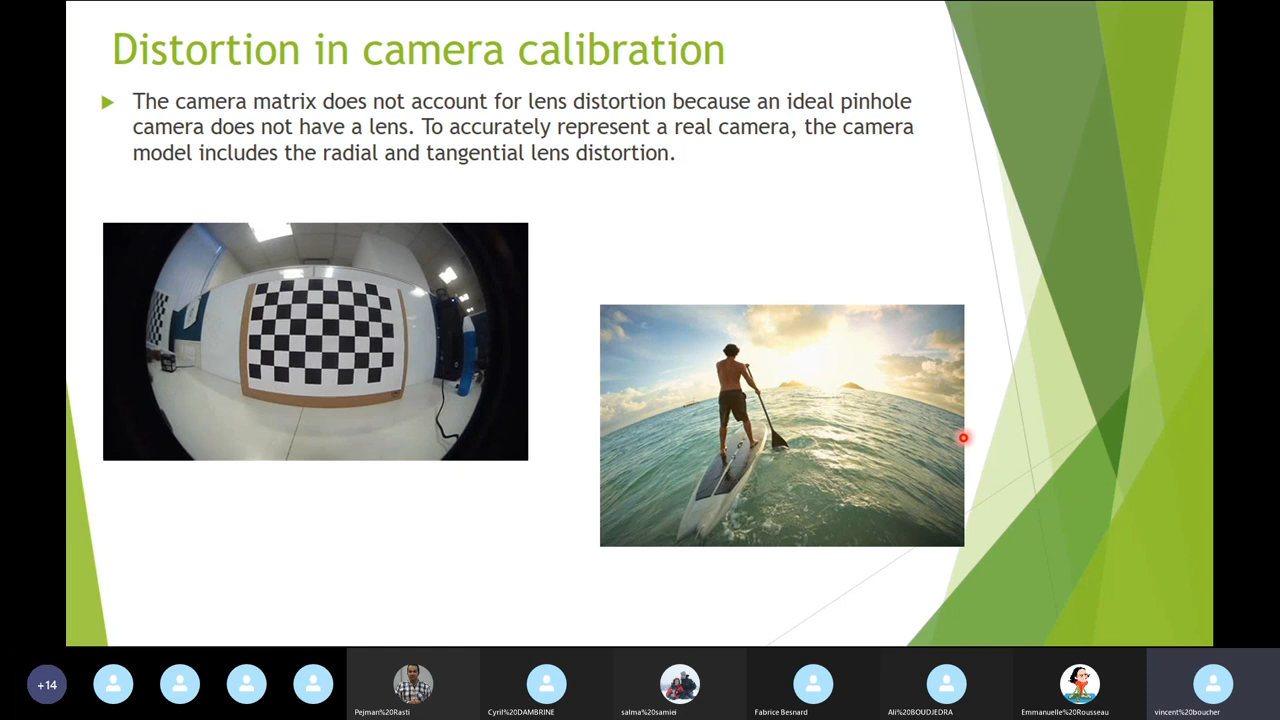 Distortion in camera calibration
The camera matrix does not account for lens distortion because an ideal pinhole
camera does not have a lens. To accurately represent a real camera, the camera
model includes the radial and tangential lens distortion.
+14
Pejman%20Rasti
Cyril%20DAMBRINE
salma%20samiei
Fabrice Besnard
Ali%20BOUDJEDRA
Emmanuelle%20Rousseau
vincent%20boucher